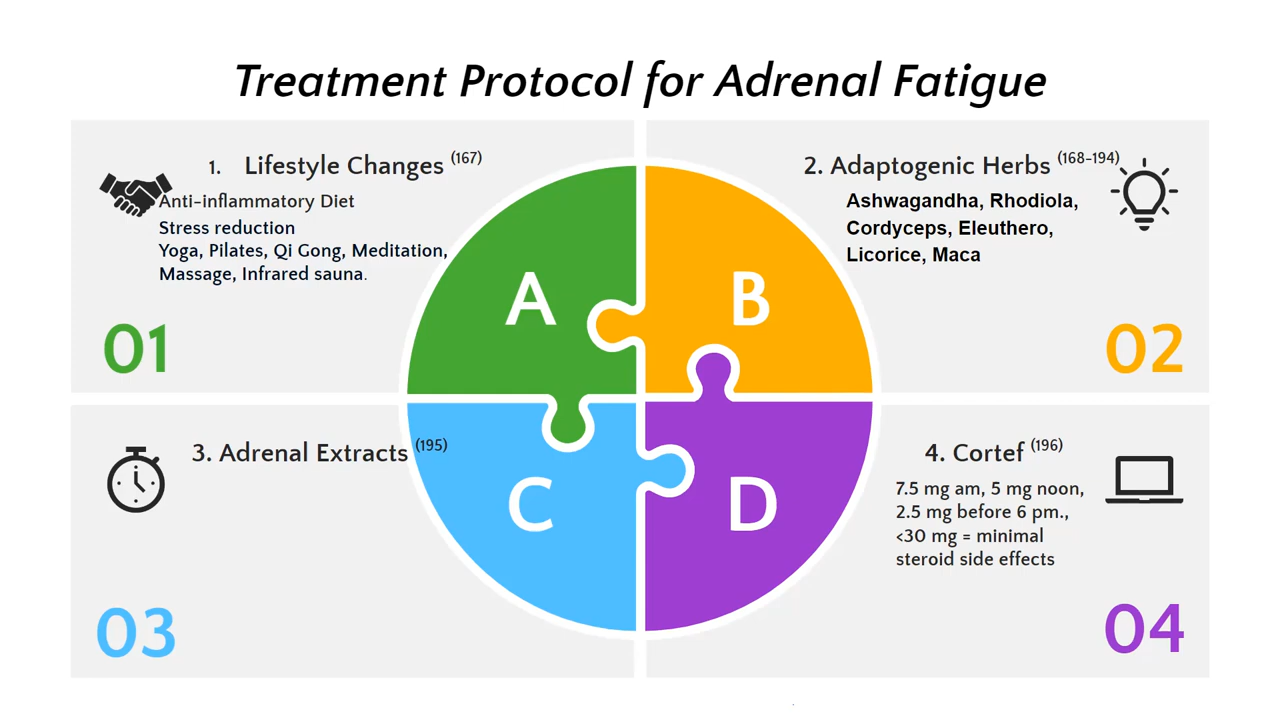 Treatment Protocol for Adrenal Fatigue
1. Lifestyle Changes (167)
Anti-inflammatory Diet
Stress reduction
Yoga, Pilates, Qi Gong, Meditation,
Massage, Infrared sauna.
01
A
2. Adaptogenic Herbs (168-194)
Ashwagandha, Rhodiola,
Cordyceps, Eleuthero,
Licorice, Maca
B
02
3. Adrenal Extracts (195)
03
C
4. Cortef (196)
7.5 mg am, 5 mg noon,
2.5 mg before 6 pm.,
<30 mg = minimal
steroid side effects
D
04